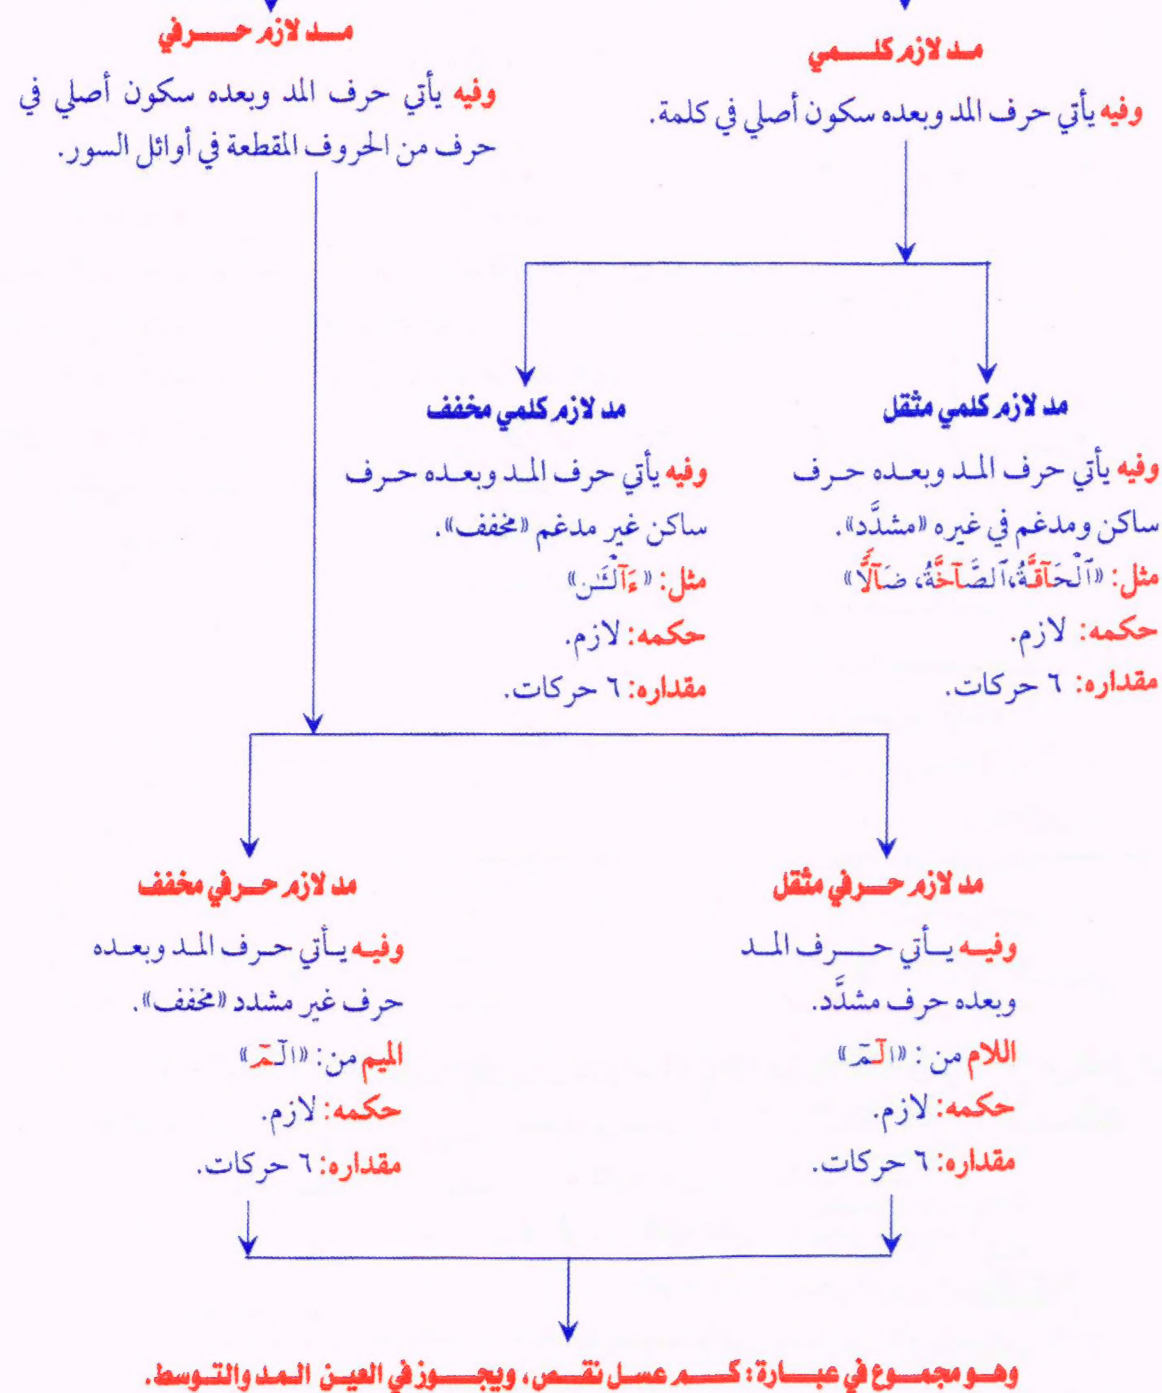 مد لازم كلمي
وفيه يأتي حرف المد وبعده سكون أصلي في كلمة.
مد لازم حرفي
وفيه يأتي حرف المد وبعده سكون أصلي في
حرف من الحروف المقطعة في أوائل السور.
مد لازم كلمي مثقل
وفيه يأتي حرف المد وبعده حرف
ساكن ومدغم في غيره «مشدَّد».
مثل: «ٱلْحَآقَّةُ، ٱلصَّآخَّةُ، ضَآلًّا»
حكمه: لازم.
مقداره: ٦ حركات.
مد لازم كلمي مخفف
وفيه يأتي حرف المد وبعده حرف
ساكن غير مدغم «مخفف».
مثل: «ءَآلْـَٰٔن»
حكمه: لازم.
مقداره: ٦ حركات.
مد لازم حرفي مثقل
وفيه يأتي حرف المد
وبعده حرف مشدَّد.
اللام من: «الٓمٓ»
حكمه: لازم.
مقداره: ٦ حركات.
مد لازم حرفي مخفف
وفيه يأتي حرف المد وبعده
حرف غير مشدد «مخفف».
الميم من: «الٓمٓ»
حكمه: لازم.
مقداره: ٦ حركات.
وهو مجموع في عبارة: كم عسل نقص، ويجوز في العين المد والتوسط.